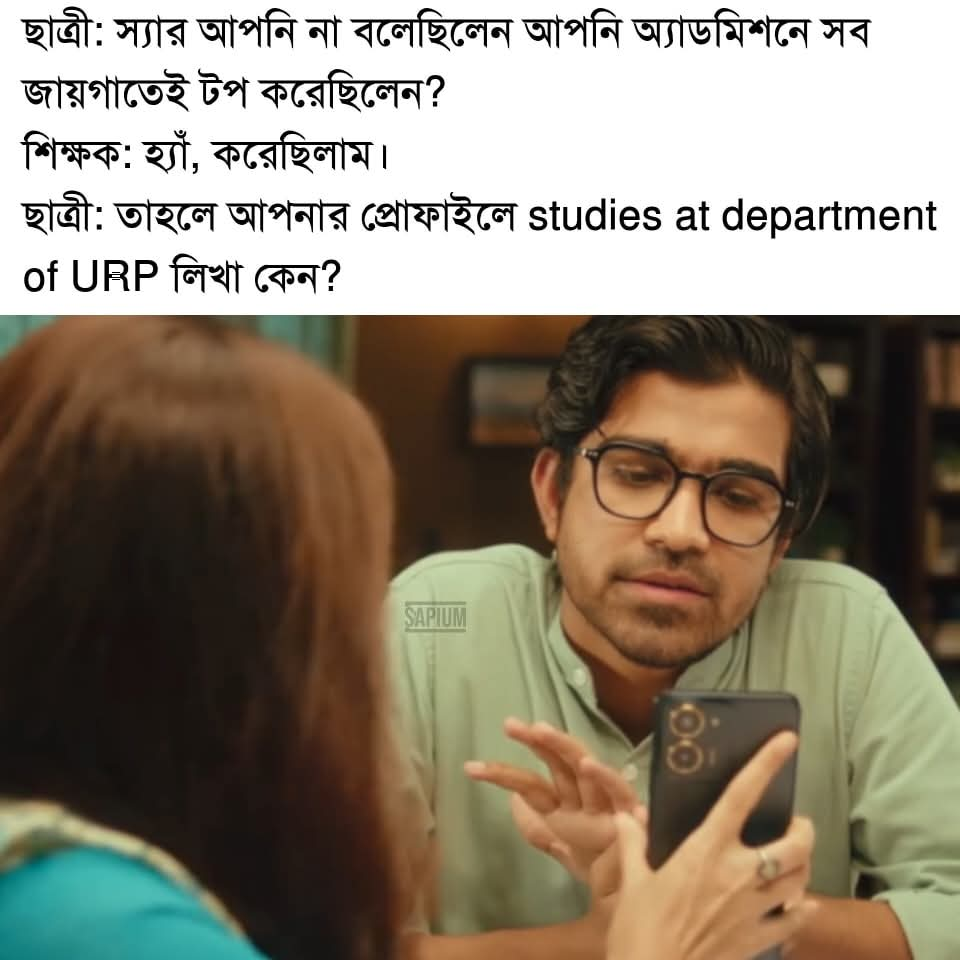 ছাত্রী: স্যার আপনি না বলেছিলেন আপনি অ্যাডমিশনে সব
জায়গাতেই টপ করেছিলেন?
শিক্ষক: হ্যাঁ, করেছিলাম।
ছাত্রী: তাহলে আপনার প্রোফাইলে studies at department
of URP লিখা কেন?
SAPIUM